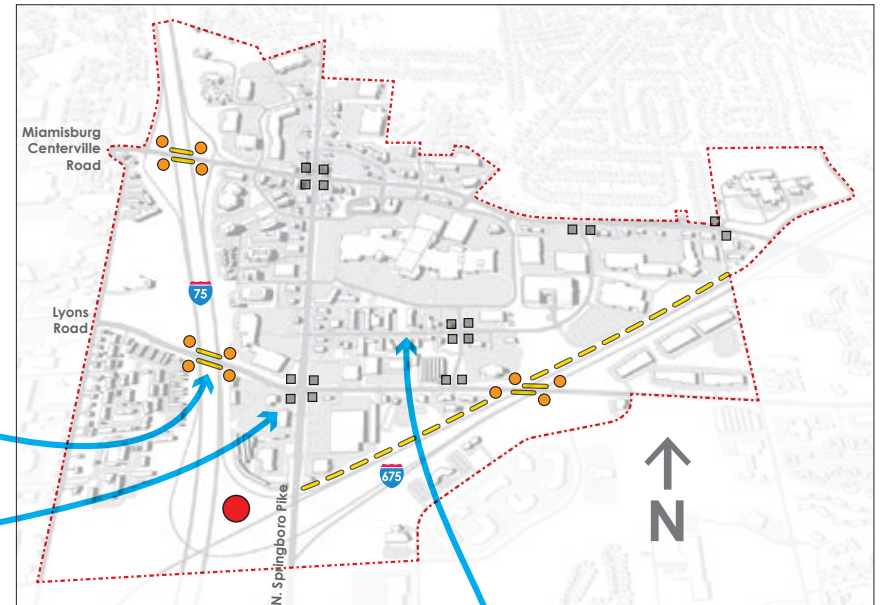 Miamisburg
Centerville
Road
75
Lyons
Road
675
N. Springboro Pike
N